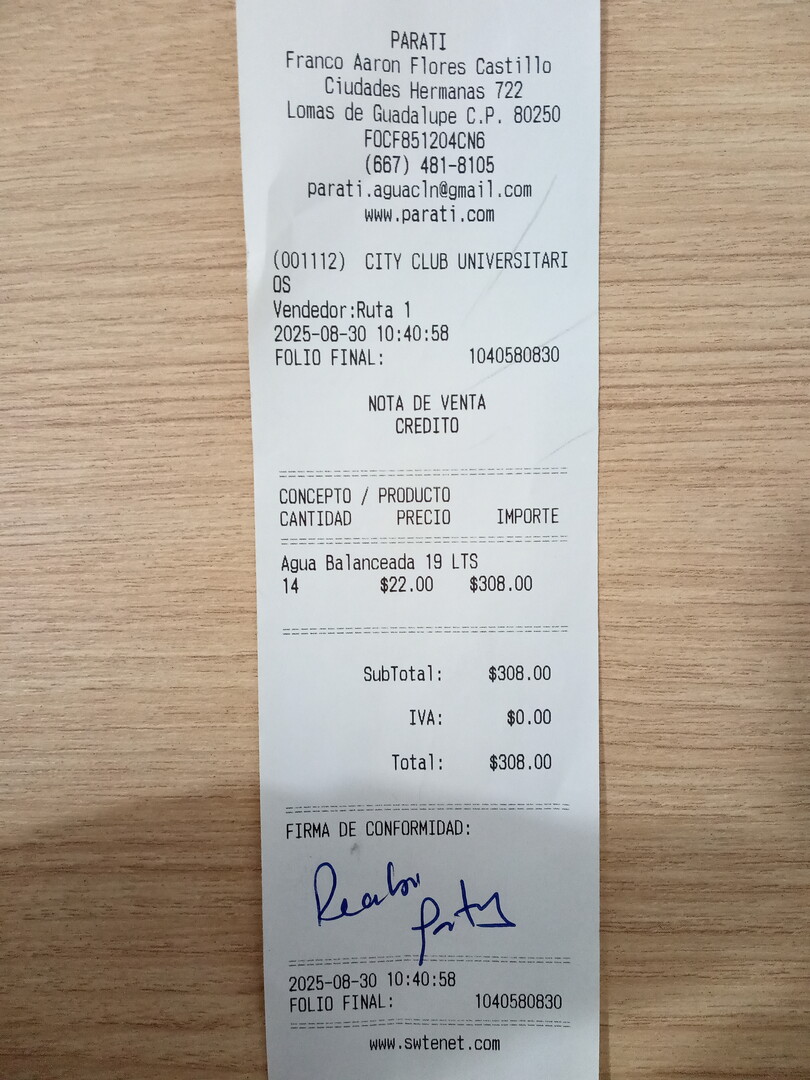 PARATI
Franco Aaron Flores Castillo
Ciudades Hermanas 722
Lomas de Guadalupe C.P. 80250
FOCF851204CN6
(667) 481-8105
parati.aguacln@gmail.com
www.parati.com
(001112) CITY CLUB UNIVERSITARI
OS
Vendedor:Ruta 1
2025-08-30 10:40:58
FOLIO FINAL: 1040580830
NOTA DE VENTA
CREDITO
CONCEPTO / PRODUCTO
CANTIDAD PRECIO IMPORTE
Agua Balanceada 19 LTS
14 $22.00 $308.00
SubTotal: $308.00
IVA: $0.00
Total: $308.00
FIRMA DE CONFORMIDAD:
2025-08-30 10:40:58
FOLIO FINAL: 1040580830
www.swtenet.com